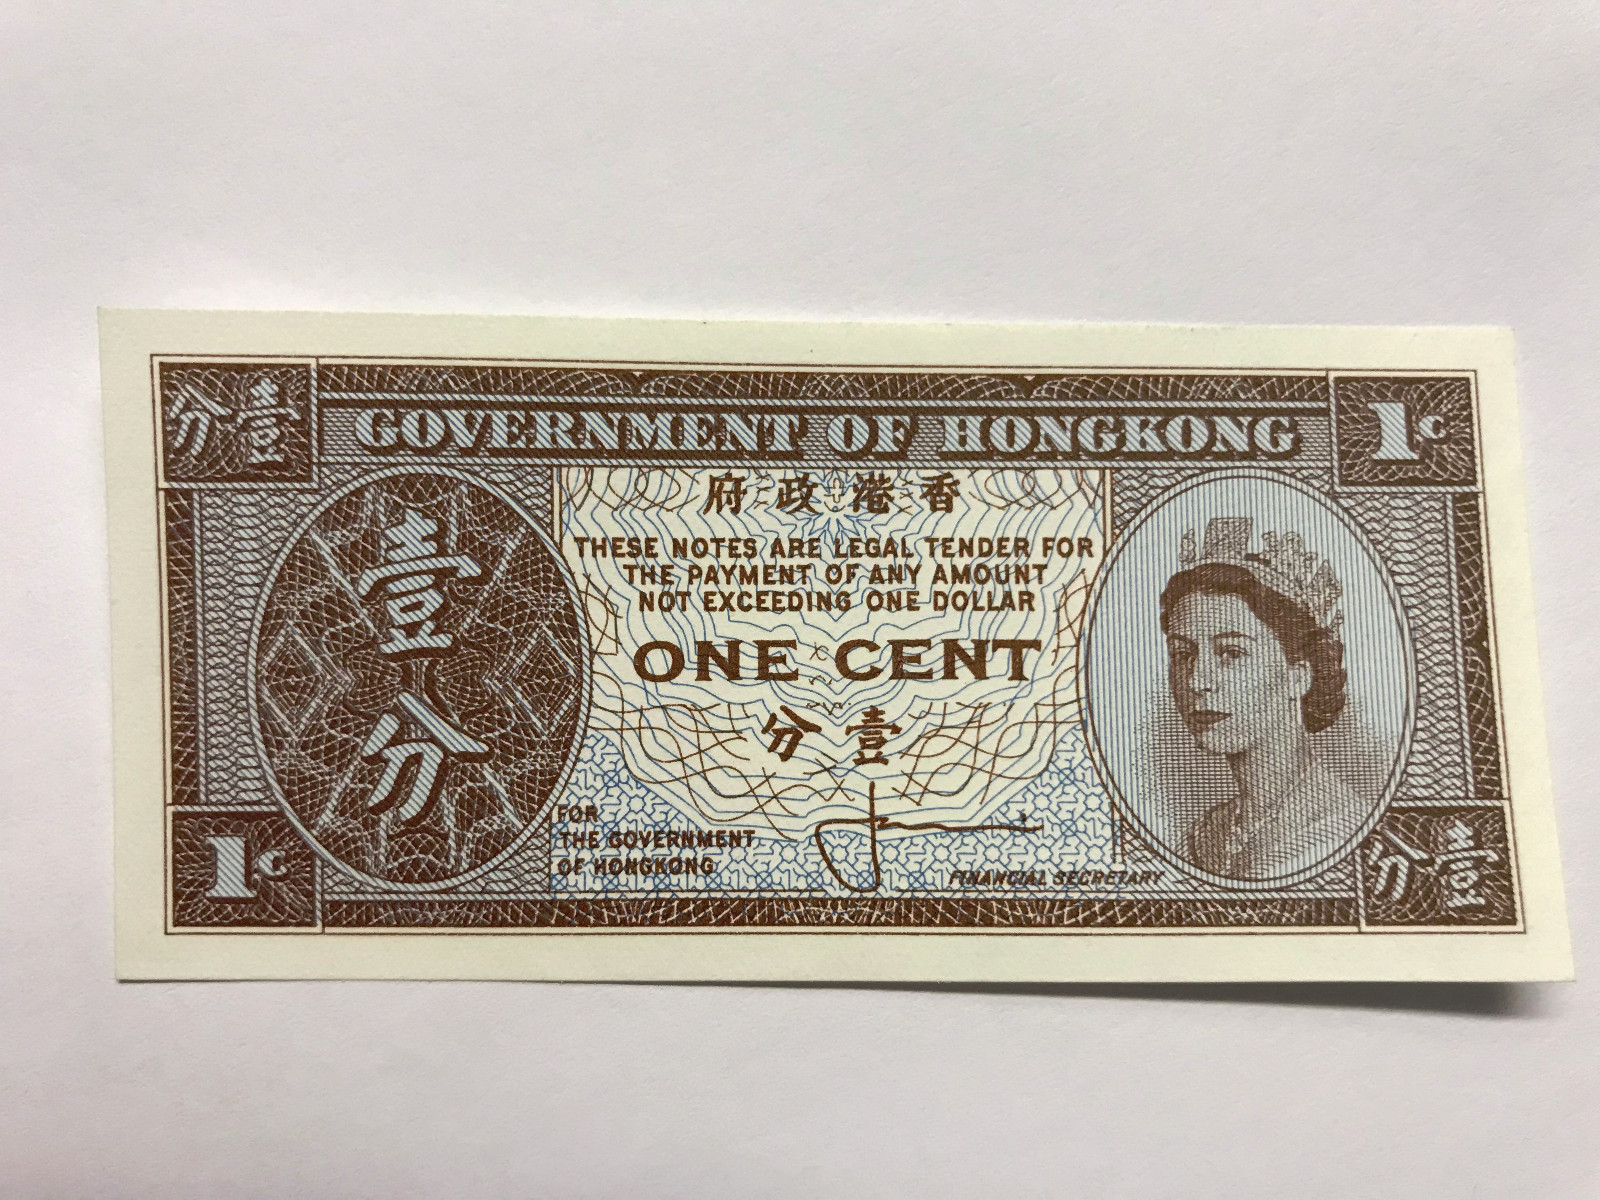 分壹
GOVERNMENT OF HONGKONG
1c
府政港香
THESE NOTES ARE LEGAL TENDER FOR
THE PAYMENT OF ANY AMOUNT
NOT EXCEEDING ONE DOLLAR
壹
分
ONE CENT
分壹
FOR
THE GOVERNMENT
OF HONGKONG
FINANCIAL SECRETARY
1c
分壹